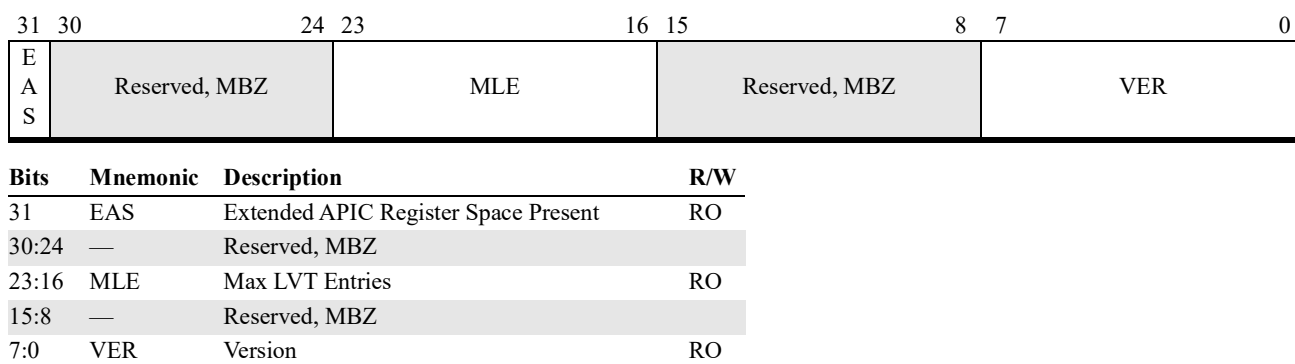 31 30 24 23 16 15 8 7 0
E
A Reserved, MBZ MLE Reserved, MBZ VER
S
Bits Mnemonic Description R/W
31 EAS Extended APIC Register Space Present RO
30:24 — Reserved, MBZ
23:16 MLE Max LVT Entries RO
15:8 — Reserved, MBZ
7:0 VER Version RO